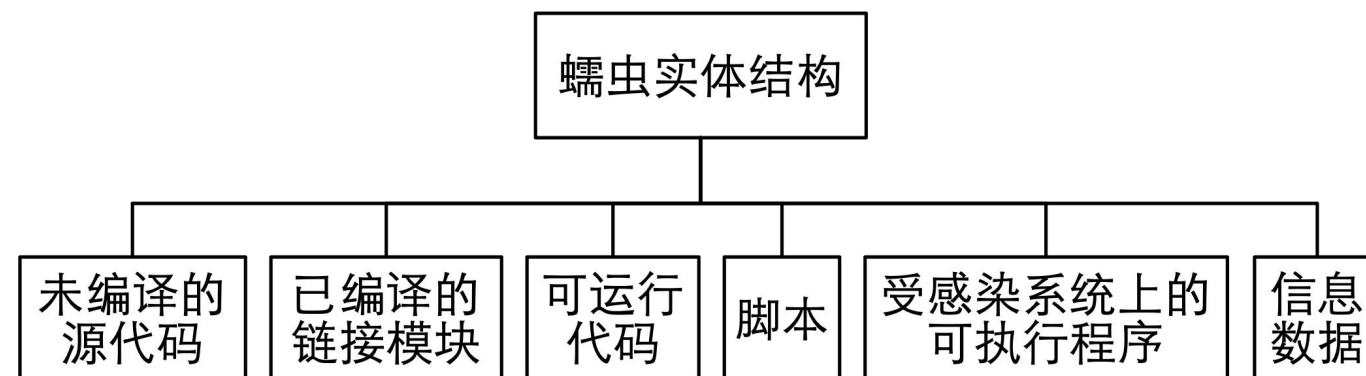 蠕虫实体结构
未编译的
源代码
已编译的
链接模块
可运行
代码
脚本
受感染系统上的
可执行程序
信息
数据